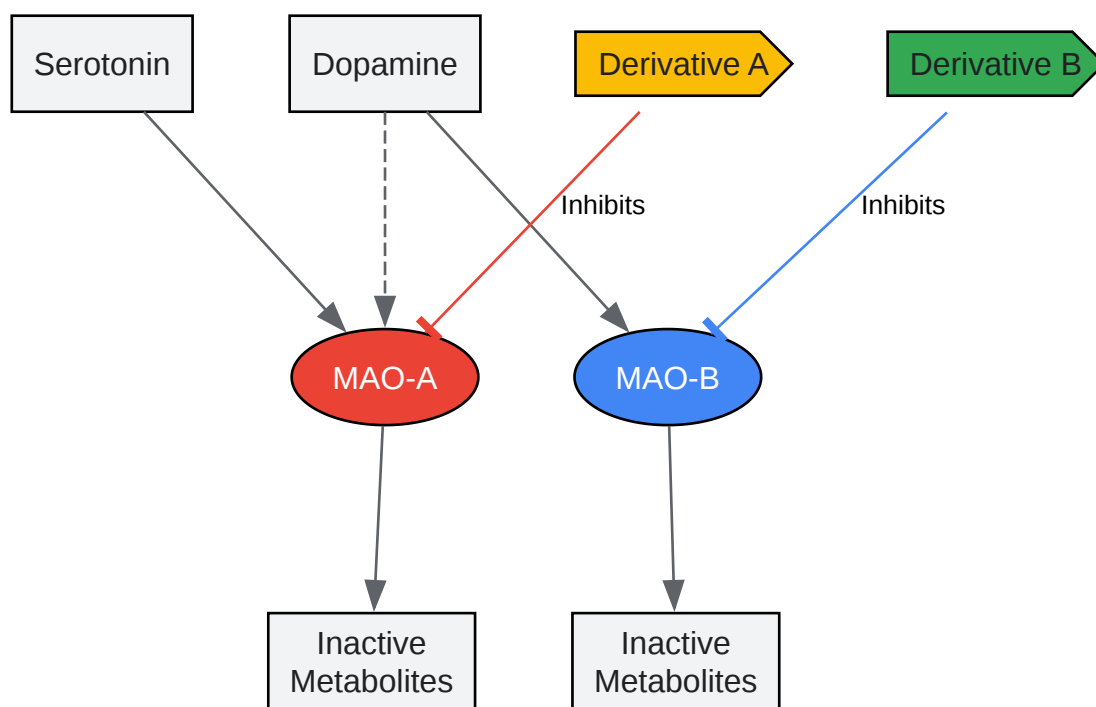 Serotonin
Dopamine
Derivative A
Derivative B
Inhibits
Inhibits
MAO-A
MAO-B
Inactive
Metabolites
Inactive
Metabolites